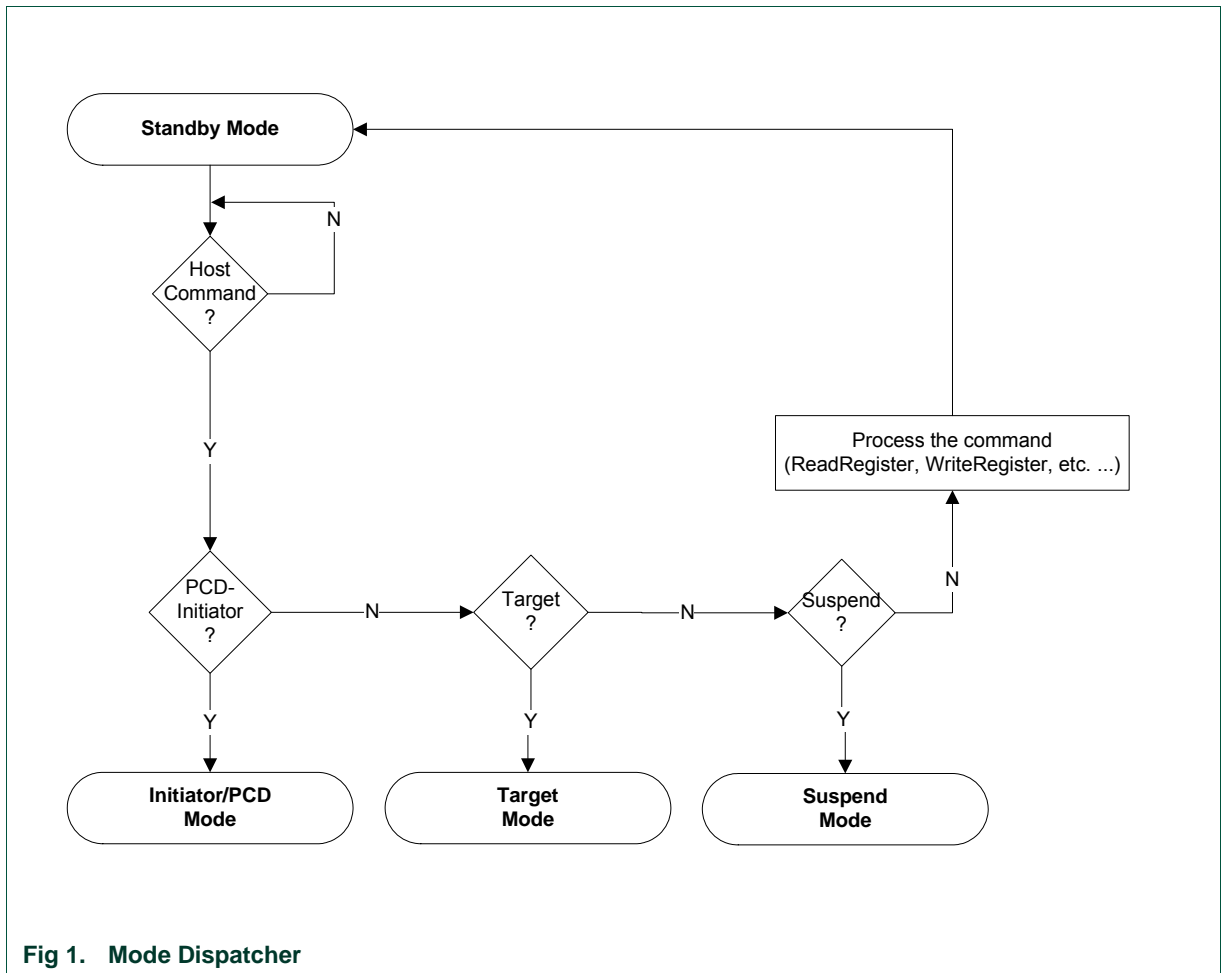 Standby Mode
N
Host
Command
?
Y
Process the command
(ReadRegister, WriteRegister, etc. ...)
PCD-
Initiator
?
N
Target
?
N
Suspend
?
N
Y
Y
Y
Initiator/PCD
Mode
Target
Mode
Suspend
Mode
Fig 1. Mode Dispatcher